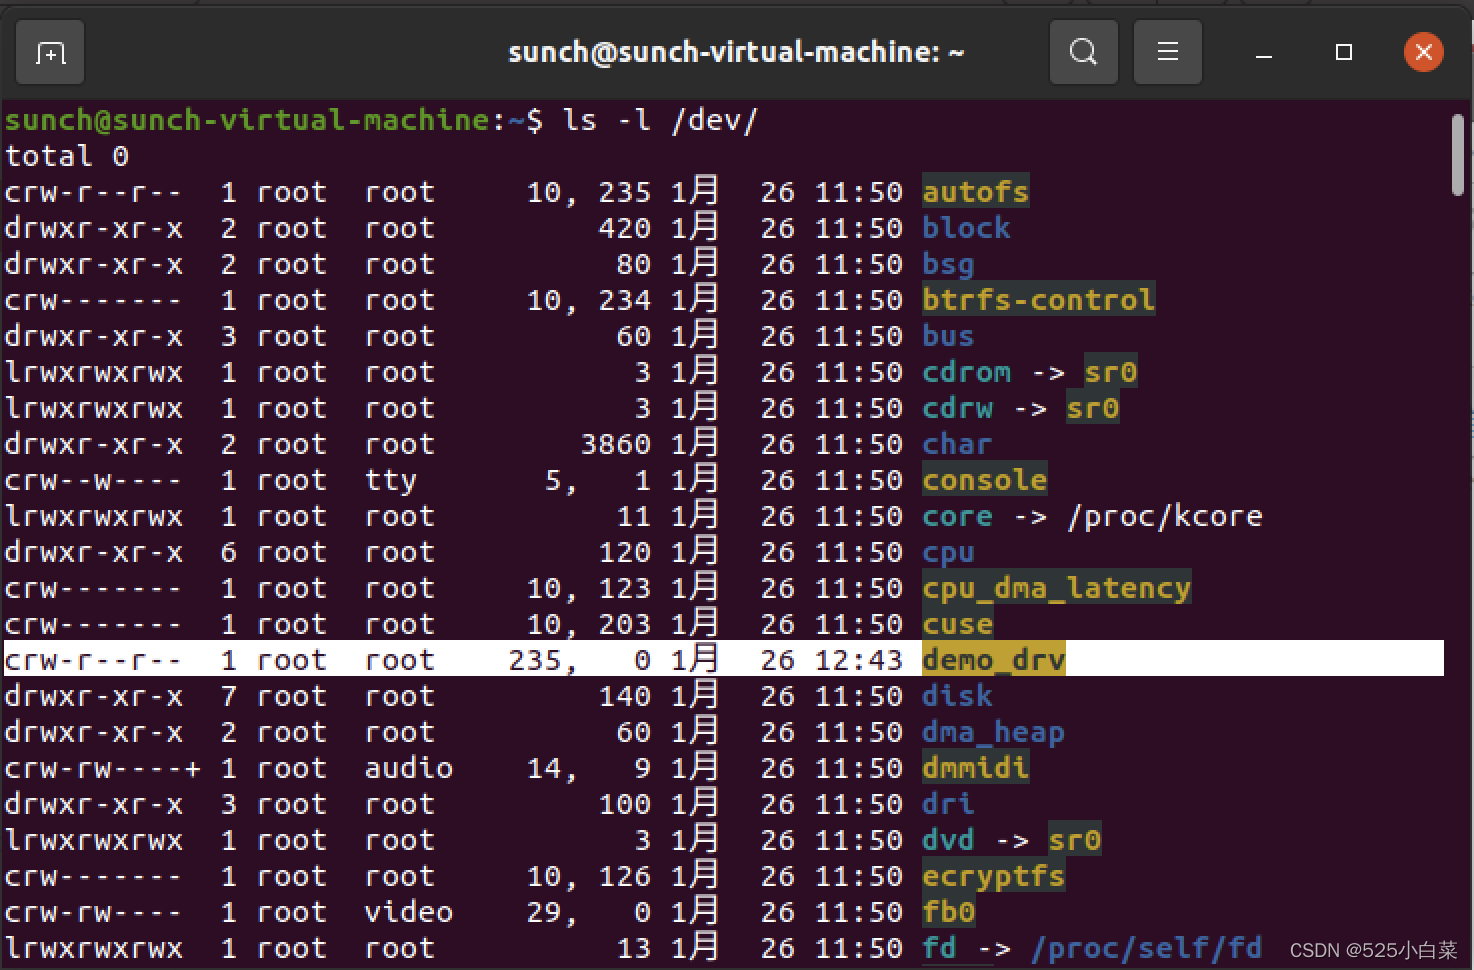 sunch@sunch-virtual-machine: ~
sunch@sunch-virtual-machine:~$ ls -l /dev/
total 0
crw-r--r--  1 root  root     10, 235 1月  26 11:50 autofs
drwxr-xr-x  2 root  root         420 1月  26 11:50 block
drwxr-xr-x  2 root  root          80 1月  26 11:50 bsg
crw-------  1 root  root     10, 234 1月  26 11:50 btrfs-control
drwxr-xr-x  3 root  root          60 1月  26 11:50 bus
lrwxrwxrwx  1 root  root           3 1月  26 11:50 cdrom -> sr0
lrwxrwxrwx  1 root  root           3 1月  26 11:50 cdrw -> sr0
drwxr-xr-x  2 root  root        3860 1月  26 11:50 char
crw--w----  1 root  tty       5,   1 1月  26 11:50 console
lrwxrwxrwx  1 root  root          11 1月  26 11:50 core -> /proc/kcore
drwxr-xr-x  6 root  root         120 1月  26 11:50 cpu
crw-------  1 root  root     10, 123 1月  26 11:50 cpu_dma_latency
crw-------  1 root  root     10, 203 1月  26 11:50 cuse
crw-r--r--  1 root  root    235,   0 1月  26 12:43 demo_drv
drwxr-xr-x  7 root  root         140 1月  26 11:50 disk
drwxr-xr-x  2 root  root          60 1月  26 11:50 dma_heap
crw-rw----+ 1 root  audio    14,   9 1月  26 11:50 dmmidi
drwxr-xr-x  3 root  root         100 1月  26 11:50 dri
lrwxrwxrwx  1 root  root           3 1月  26 11:50 dvd -> sr0
crw-------  1 root  root     10, 126 1月  26 11:50 ecryptfs
crw-rw----  1 root  video    29,   0 1月  26 11:50 fb0
lrwxrwxrwx  1 root  root          13 1月  26 11:50 fd -> /proc/self/fd
CSDN @525小白菜